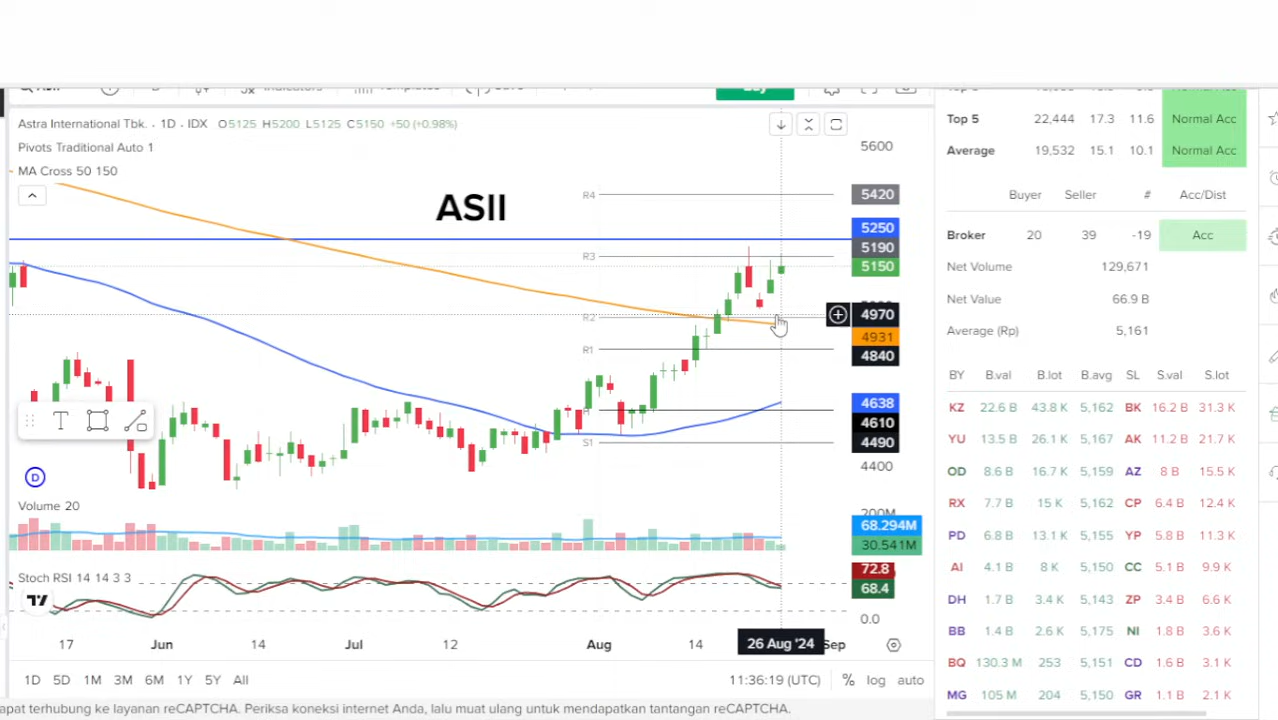 Astra International Tbk. · 1D · IDX O5125 H5200 L5125 C5150 +50 (+0.98%)
Pivots Traditional Auto 1
MA Cross 50 150
ASII
R4
R3
R2
R1
S1
5600
5420
5250
5190
5150
4970
4931
4840
4638
4610
4490
4400
Volume 20
200M
68.294M
30.541M
Stoch RSI 14 14 3 3
72.8
68.4
0.0
17 Jun 14 Jul 12 Aug 14 26 Aug '24 Sep
1D 5D 1M 3M 6M 1Y 5Y All 11:36:19 (UTC) % log auto
apat terhubung ke layanan reCAPTCHA. Periksa koneksi internet Anda, lalu muat ulang untuk mendapatkan tantangan reCAPTCHA.
Top 5 22,444 17.3 11.6 Normal Acc
Average 19,532 15.1 10.1 Normal Acc
Buyer Seller # Acc/Dist
Broker 20 39 -19 Acc
Net Volume 129,671
Net Value 66.9 B
Average (Rp) 5,161
BY B.val B.lot B.avg SL S.val S.lot
KZ 22.6 B 43.8 K 5,162 BK 16.2 B 31.3 K
YU 13.5 B 26.1 K 5,167 AK 11.2 B 21.7 K
OD 8.6 B 16.7 K 5,159 AZ 8 B 15.5 K
RX 7.7 B 15 K 5,162 CP 6.4 B 12.4 K
PD 6.8 B 13.1 K 5,155 YP 5.8 B 11.3 K
AI 4.1 B 8 K 5,150 CC 5.1 B 9.9 K
DH 1.7 B 3.4 K 5,143 ZP 3.4 B 6.6 K
BB 1.4 B 2.6 K 5,175 NI 1.8 B 3.6 K
BQ 130.3 M 253 5,151 CD 1.6 B 3.1 K
MG 105 M 204 5,150 GR 1.1 B 2.1 K